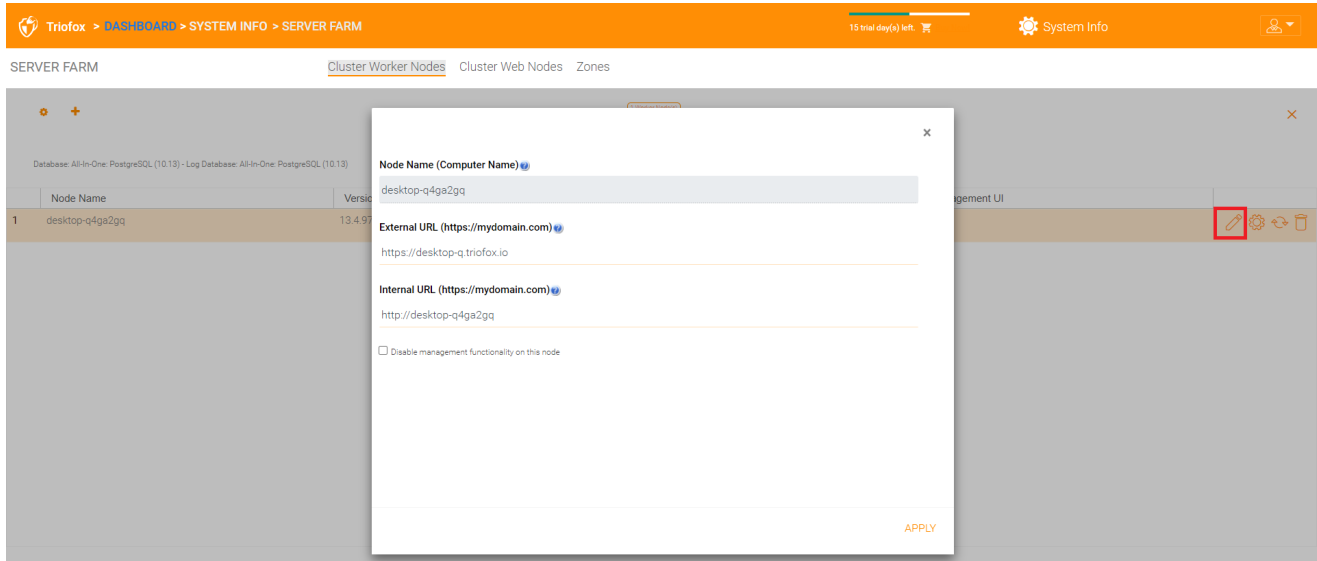 Triofox > DASHBOARD > SYSTEM INFO > SERVER FARM
15 trial day(s) left.
System Info
SERVER FARM
Cluster Worker Nodes Cluster Web Nodes Zones
Database: All-In-One: PostgreSQL (10.13) - Log Database: All-In-One: PostgreSQL (10.13)
Node Name
1 desktop-q4ga2gq 13.4.97
×
Node Name (Computer Name)
desktop-q4ga2gq
External URL (https://mydomain.com)
https://desktop-q.triofox.io
Internal URL (https://mydomain.com)
http://desktop-q4ga2gq
Disable management functionality on this node
APPLY
UI